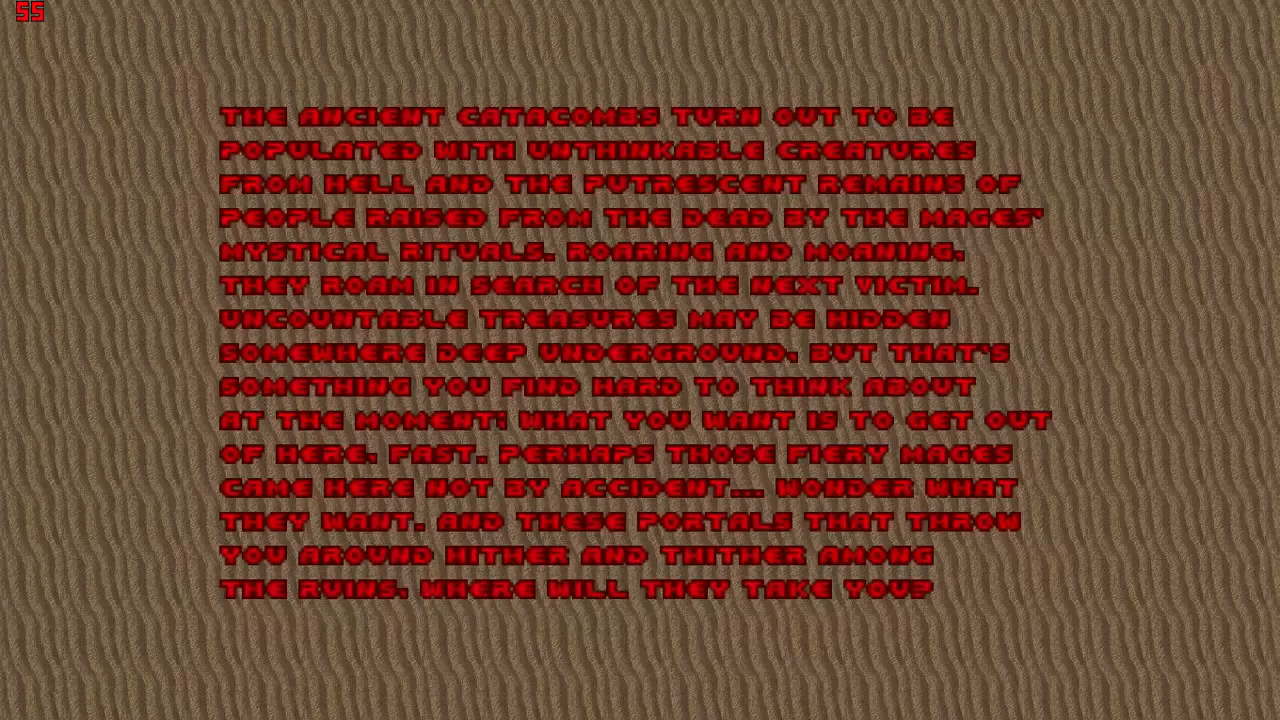 55
THE ANCIENT CATACOMBS TURN OUT TO BE
POPULATED WITH UNTHINKABLE CREATURES
FROM HELL AND THE PUTRESCENT REMAINS OF
PEOPLE RAISED FROM THE DEAD BY THE MAGES'
MYSTICAL RITUALS. ROARING AND MOANING,
THEY ROAM IN SEARCH OF THE NEXT VICTIM.
UNCOUNTABLE TREASURES MAY BE HIDDEN
SOMEWHERE DEEP UNDERGROUND, BUT THAT'S
SOMETHING YOU FIND HARD TO THINK ABOUT
AT THE MOMENT; WHAT YOU WANT IS TO GET OUT
OF HERE, FAST. PERHAPS THOSE FIERY MAGES
CAME HERE NOT BY ACCIDENT... WONDER WHAT
THEY WANT. AND THESE PORTALS THAT THROW
YOU AROUND HITHER AND THITHER AMONG
THE RUINS, WHERE WILL THEY TAKE YOU?